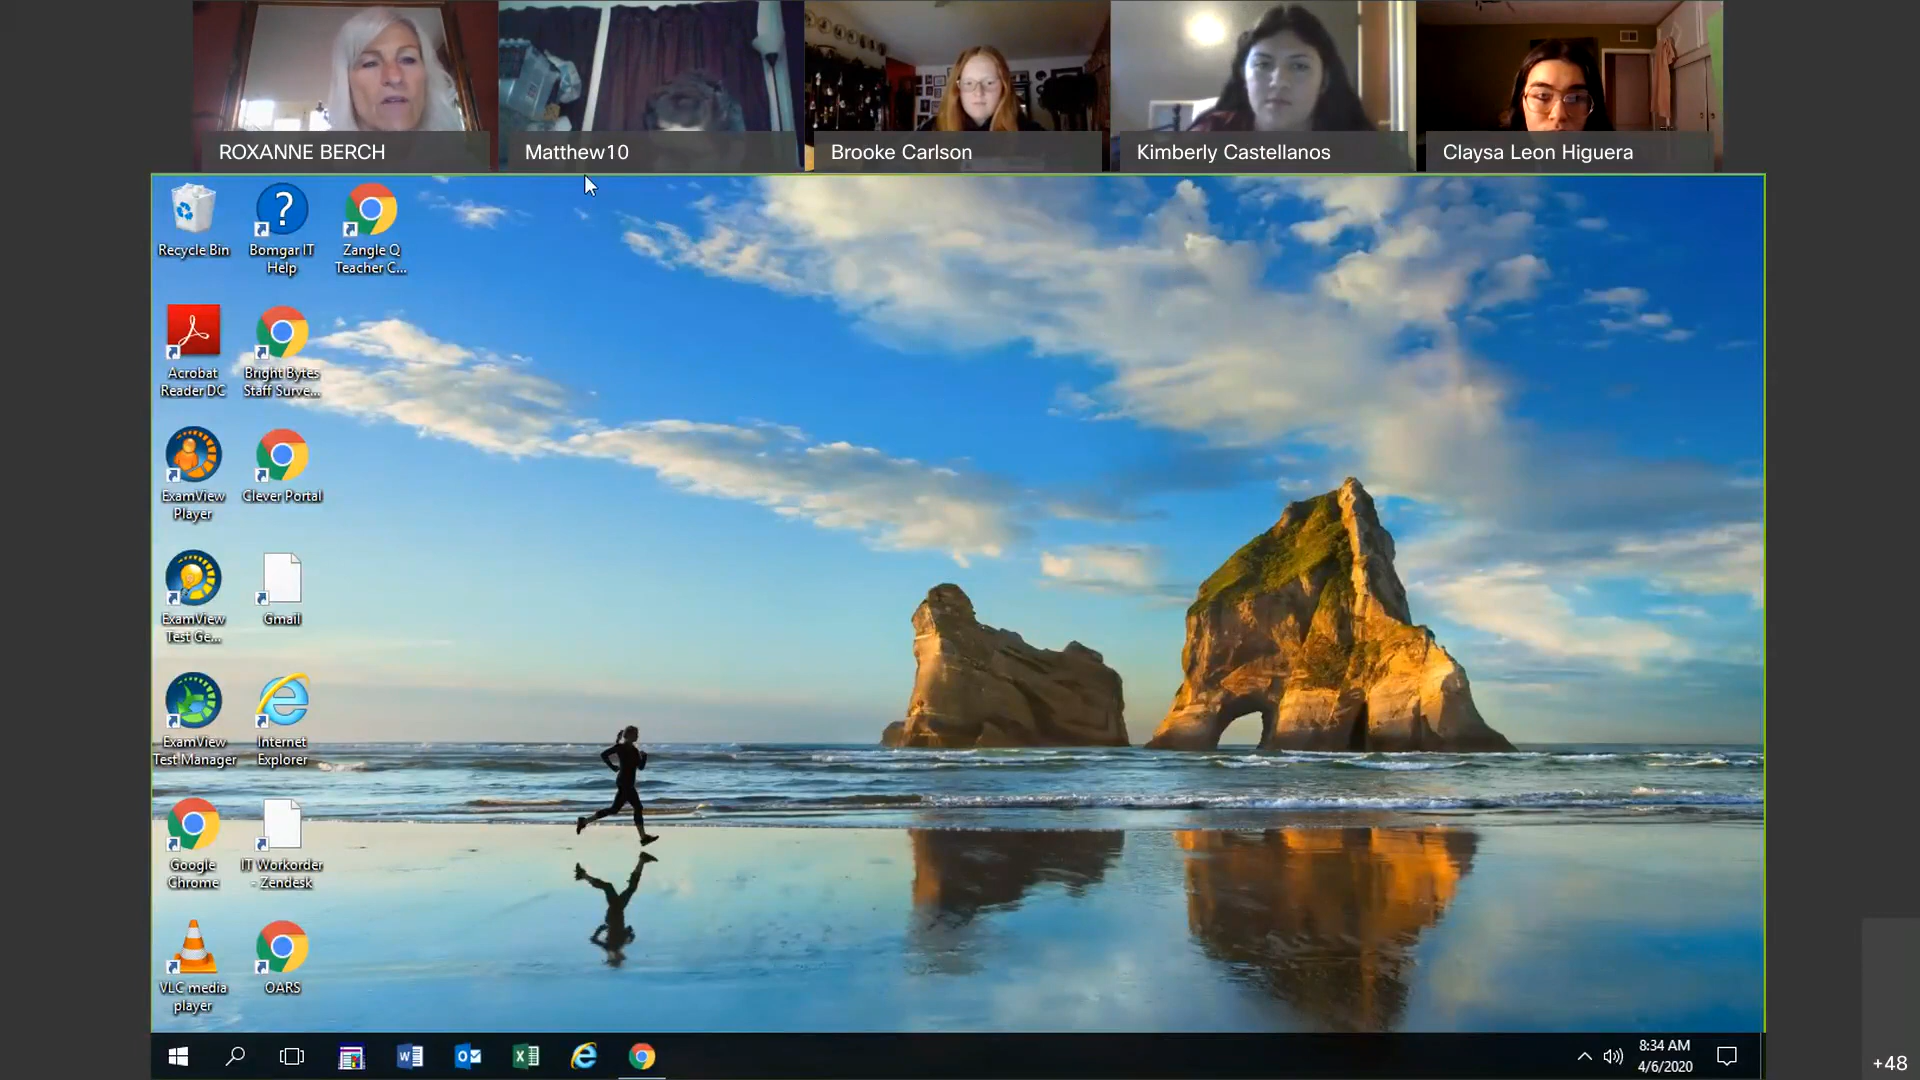 ROXANNE BERCH
Matthew10
Brooke Carlson
Kimberly Castellanos
Claysa Leon Higuera
Recycle Bin
Bomgar IT
Help
Zangle Q
Teacher C...
Acrobat
Reader DC
Bright Bytes
Staff Surve...
ExamView
Player
Clever Portal
ExamView
Test Ge...
Gmail
ExamView
Test Manager
Internet
Explorer
Google
Chrome
IT Workorder
- Zendesk
VLC media
player
OARS
8:34 AM
4/6/2020
+48